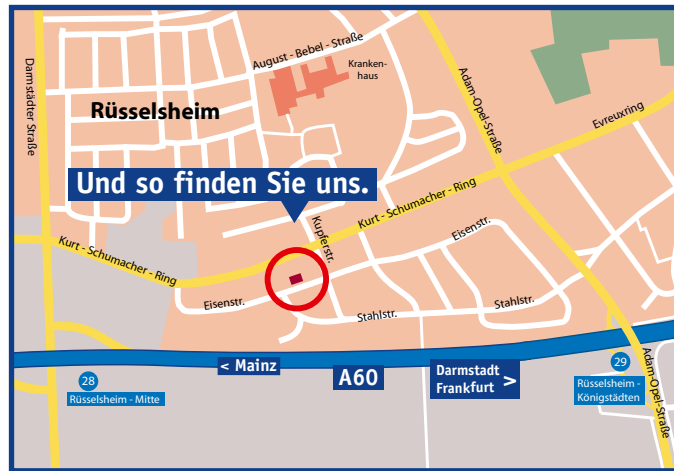 August - Bebel - Straße
Kranken-
haus
Darmstädter Straße
Rüsselsheim
Adam-Opel-Straße
Evreuxring
Und so finden Sie uns.
Kurt - Schumacher - Ring
Kupferstr.
Eisenstr.
Kurt - Schumacher - Ring
Eisenstr.
Stahlstr.
Stahlstr.
< Mainz
A60
Darmstadt
Frankfurt >
28
Rüsselsheim - Mitte
29
Rüsselsheim -
Königstädten
Adam-Opel-Straße